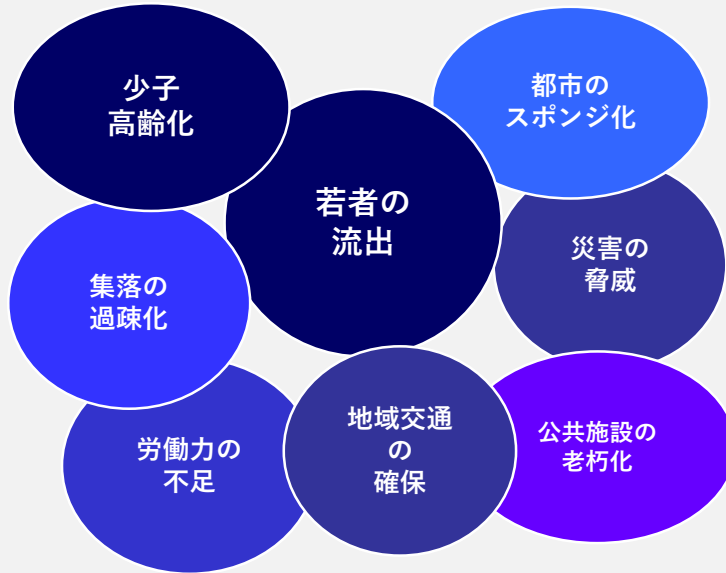 少子
高齢化
都市の
スポンジ化
若者の
流出
災害の
脅威
集落の
過疎化
地域交通
の
確保
労働力の
不足
公共施設の
老朽化